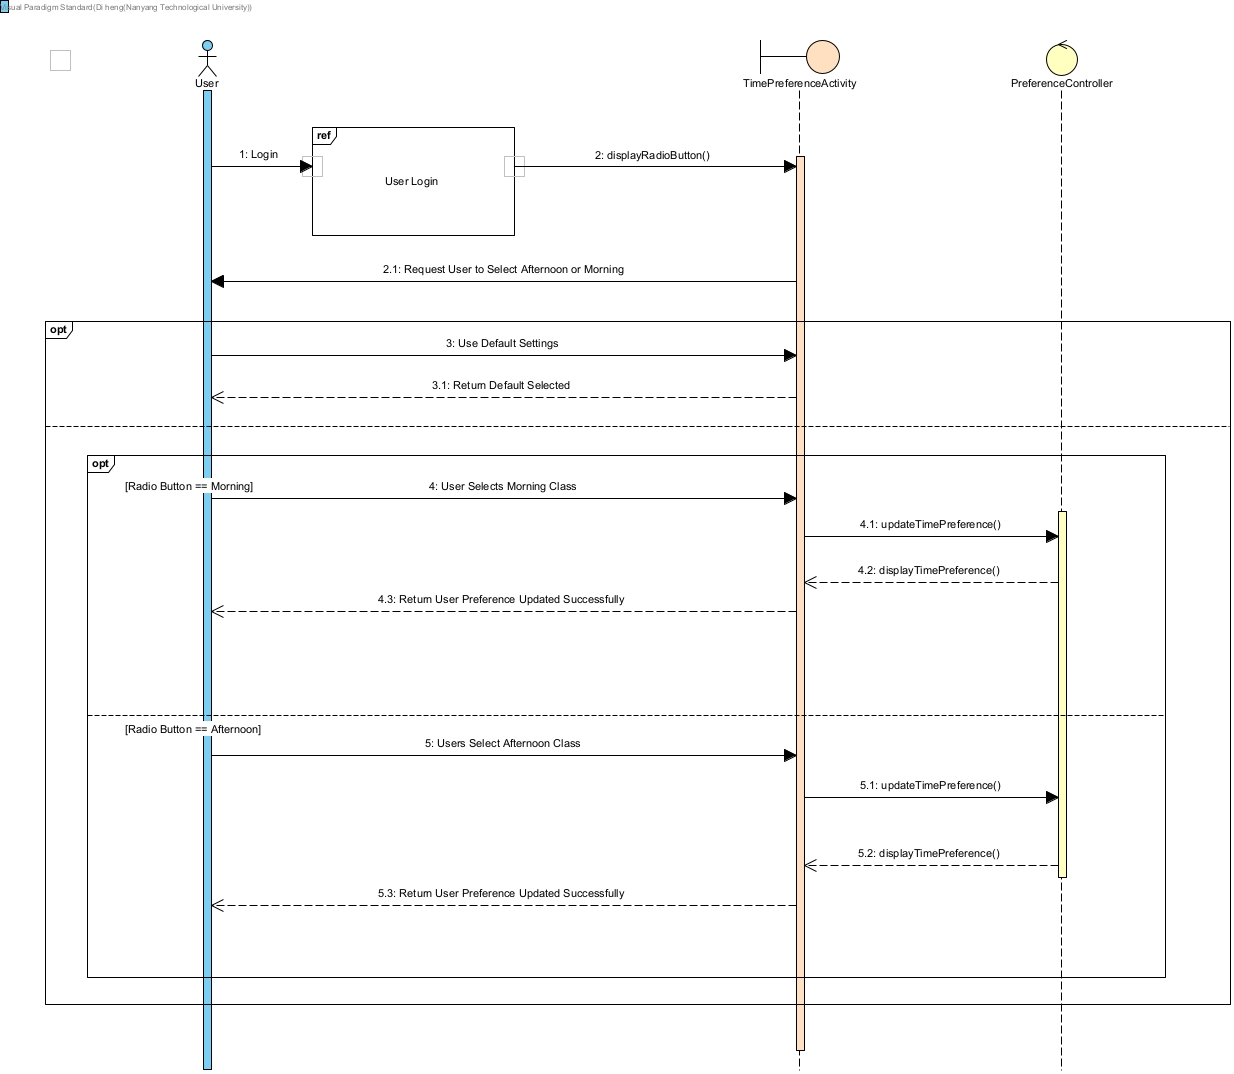 Visual Paradigm Standard(Di heng(Nanyang Technological University))
User
TimePreferenceActivity
PreferenceController
ref
1: Login
2: displayRadioButton()
User Login
2.1: Request User to Select Afternoon or Morning
opt
3: Use Default Settings
3.1: Return Default Selected
opt
[Radio Button == Morning]
4: User Selects Morning Class
4.1: updateTimePreference()
4.2: displayTimePreference()
4.3: Return User Preference Updated Successfully
[Radio Button == Afternoon]
5: Users Select Afternoon Class
5.1: updateTimePreference()
5.2: displayTimePreference()
5.3: Return User Preference Updated Successfully